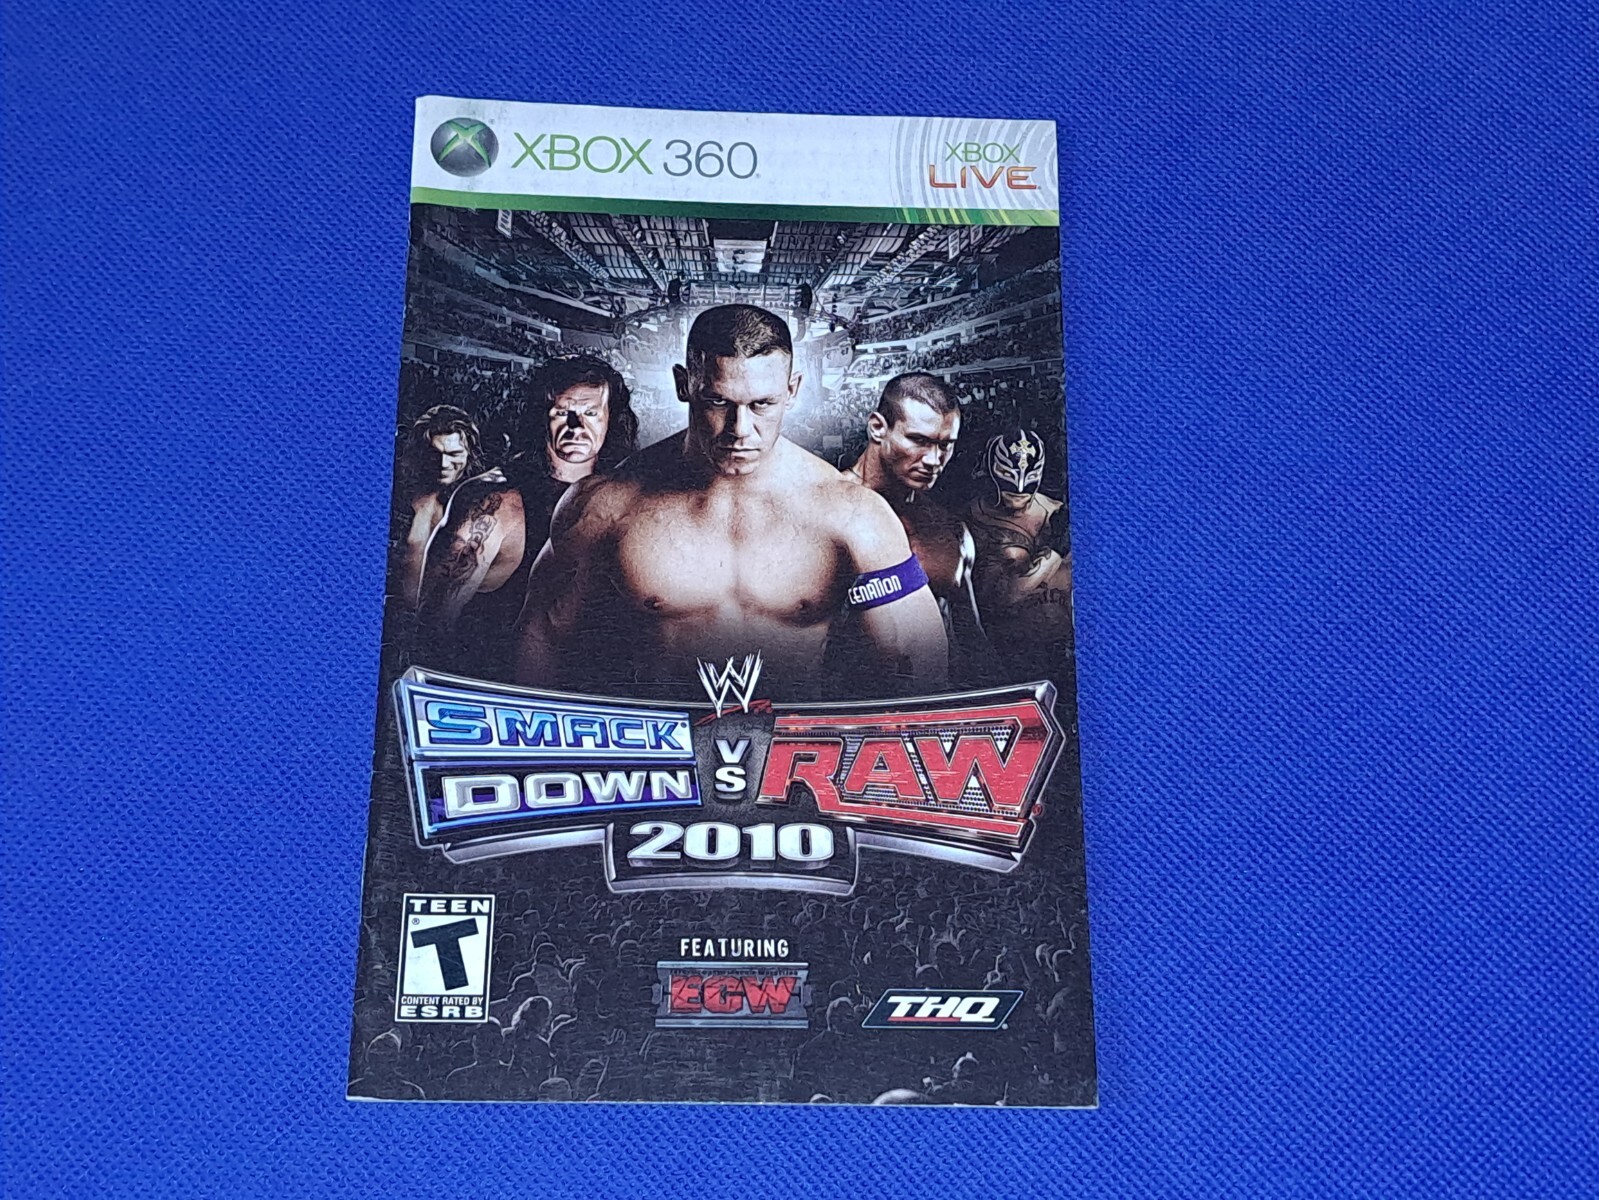 XBOX 360
XBOX
LIVE
CENATION
W
SMACK
DOWN
VS
RAW
2010
TEEN
T
CONTENT RATED BY
ESRB
FEATURING
ECW
THQ